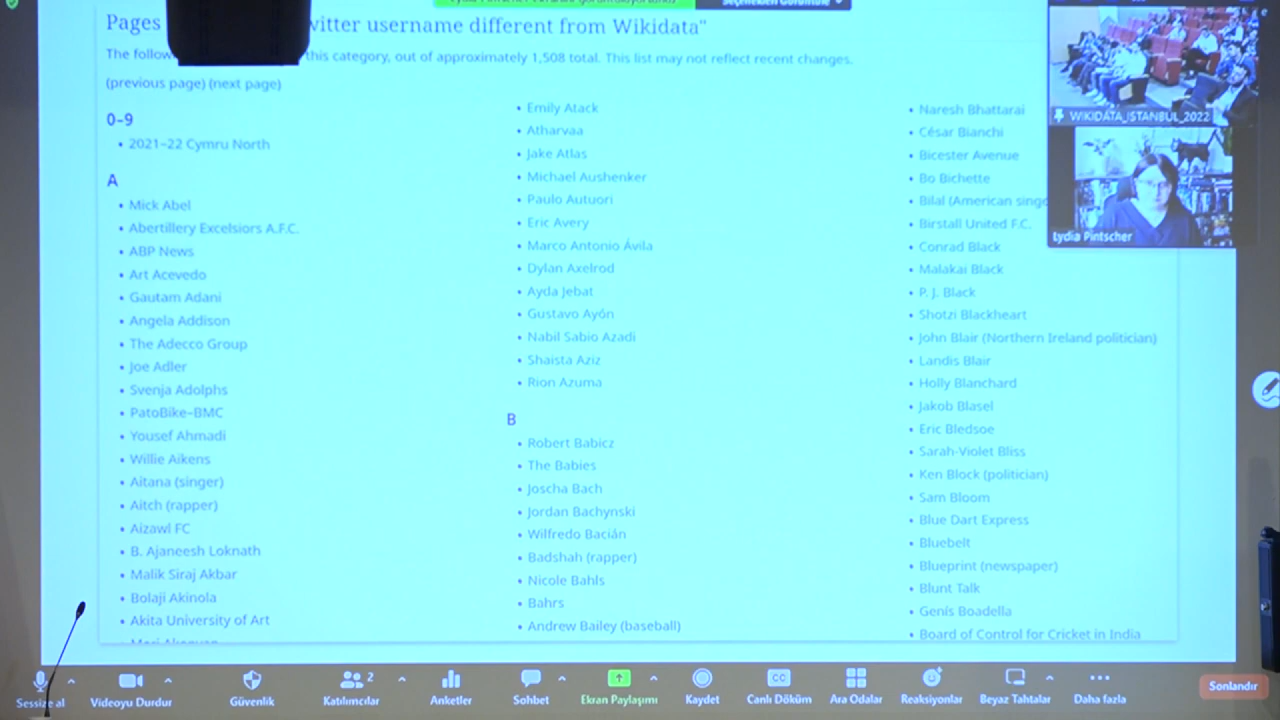 Pages
witter username different from Wikidata"
The follow
this category, out of approximately 1,508 total. This list may not reflect recent changes.
(previous page) (next page)
0–9
• 2021–22 Cymru North
A
• Mick Abel
• Abertillery Excelsiors A.F.C.
• ABP News
• Art Acevedo
• Gautam Adani
• Angela Addison
• The Adecco Group
• Joe Adler
• Svenja Adolphs
• PatoBike–BMC
• Yousef Ahmadi
• Willie Aikens
• Aitana (singer)
• Aitch (rapper)
• Aizawl FC
• B. Ajaneesh Loknath
• Malik Siraj Akbar
• Bolaji Akinola
• Akita University of Art
• Emily Atack
• Atharvaa
• Jake Atlas
• Michael Aushenker
• Paulo Autuori
• Eric Avery
• Marco Antonio Ávila
• Dylan Axelrod
• Ayda Jebat
• Gustavo Ayón
• Nabil Sabio Azadi
• Shaista Aziz
• Rion Azuma
B
• Robert Babicz
• The Babies
• Joscha Bach
• Jordan Bachynski
• Wilfredo Bacián
• Badshah (rapper)
• Nicole Bahls
• Bahrs
• Andrew Bailey (baseball)
• Naresh Bhattarai
• César Bianchi
• Bicester Avenue
• Bo Bichette
• Bilal (American singe
• Birstall United F.C.
• Conrad Black
• Malakai Black
• P. J. Black
• Shotzi Blackheart
• John Blair (Northern Ireland politician)
• Landis Blair
• Holly Blanchard
• Jakob Blasel
• Eric Bledsoe
• Sarah-Violet Bliss
• Ken Block (politician)
• Sam Bloom
• Blue Dart Express
• Bluebelt
• Blueprint (newspaper)
• Blunt Talk
• Genís Boadella
• Board of Control for Cricket in India
WIKIDATA_ISTANBUL_2022
Lydia Pintscher
Sessize al
Videoyu Durdur
Güvenlik
Katılımcılar
2
Anketler
Sohbet
Ekran Paylaşımı
Kaydet
CC
Canlı Döküm
Ara Odalar
Reaksiyonlar
Beyaz Tahtalar
Daha fazla
Sonlandır